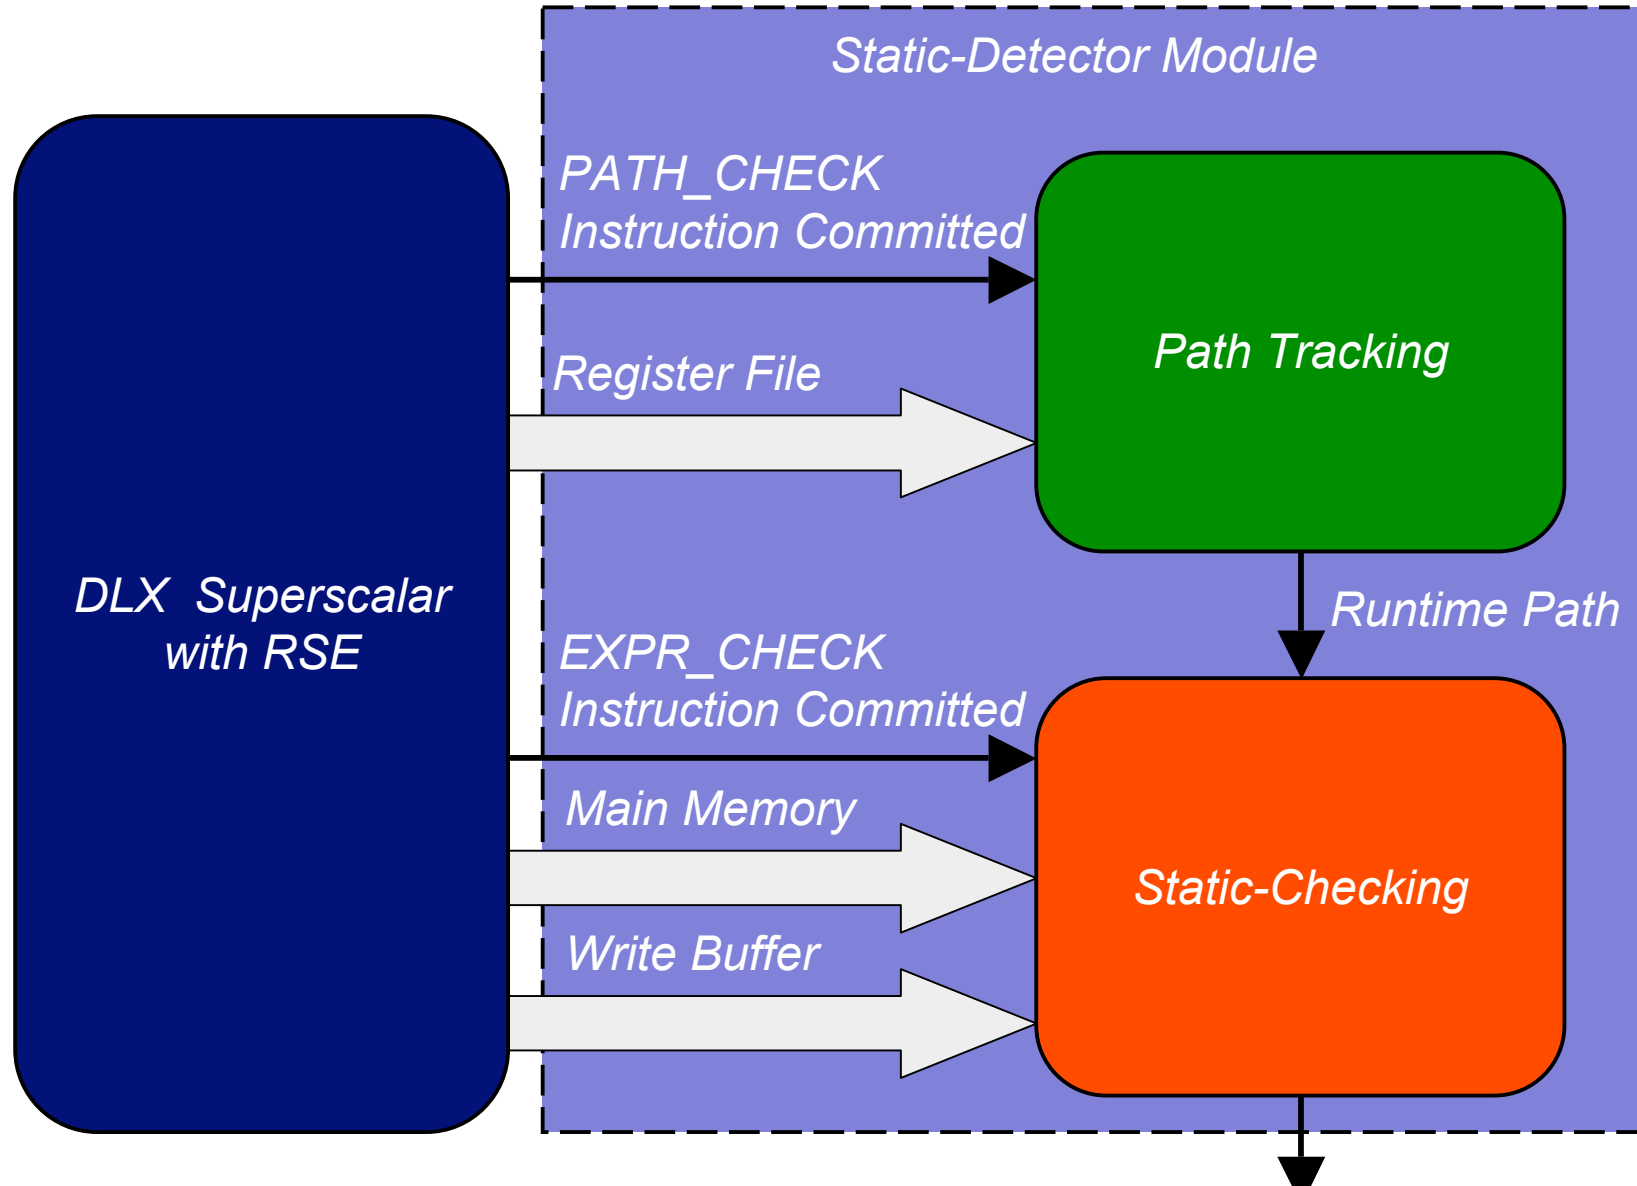 Static-Detector Module
PATH_CHECK
Instruction Committed
Register File
Path Tracking
DLX  Superscalar
with RSE
Runtime Path
EXPR_CHECK
Instruction Committed
Main Memory
Static-Checking
Write Buffer